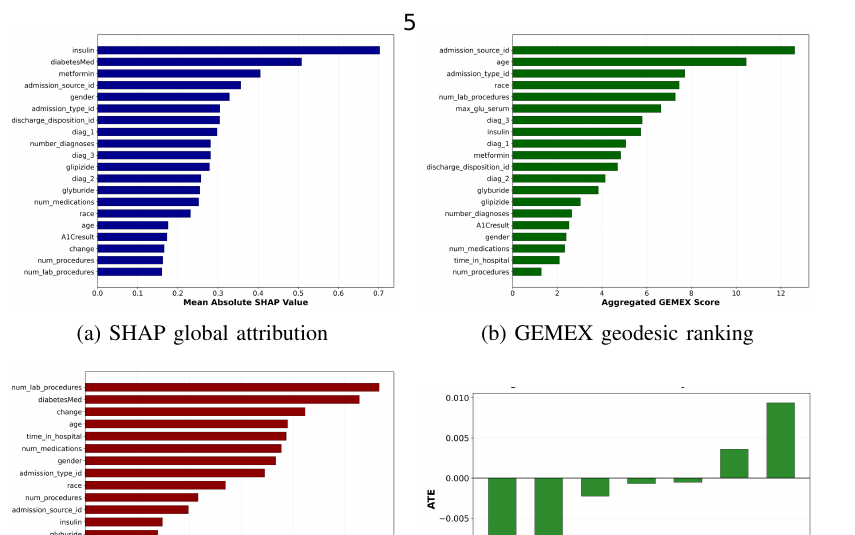 5
insulin
diabetesMed
metformin
admission_source_id
gender
admission_type_id
discharge_disposition_id
diag_1
number_diagnoses
diag_3
glipizide
diag_2
glyburide
num_medications
race
age
A1Cresult
change
num_procedures
num_lab_procedures
0.0 0.1 0.2 0.3 0.4 0.5 0.6 0.7
Mean Absolute SHAP Value
(a) SHAP global attribution
admission_source_id
age
admission_type_id
race
num_lab_procedures
max_glu_serum
diag_3
insulin
diag_1
metformin
discharge_disposition_id
diag_2
glyburide
glipizide
number_diagnoses
A1Cresult
gender
num_medications
time_in_hospital
num_procedures
0 2 4 6 8 10 12
Aggregated GEMEX Score
(b) GEMEX geodesic ranking
num_lab_procedures
diabetesMed
change
age
time_in_hospital
num_medications
gender
admission_type_id
race
num_procedures
admission_source_id
insulin
glyburide
0.010
0.005
0.000
−0.005
ATE